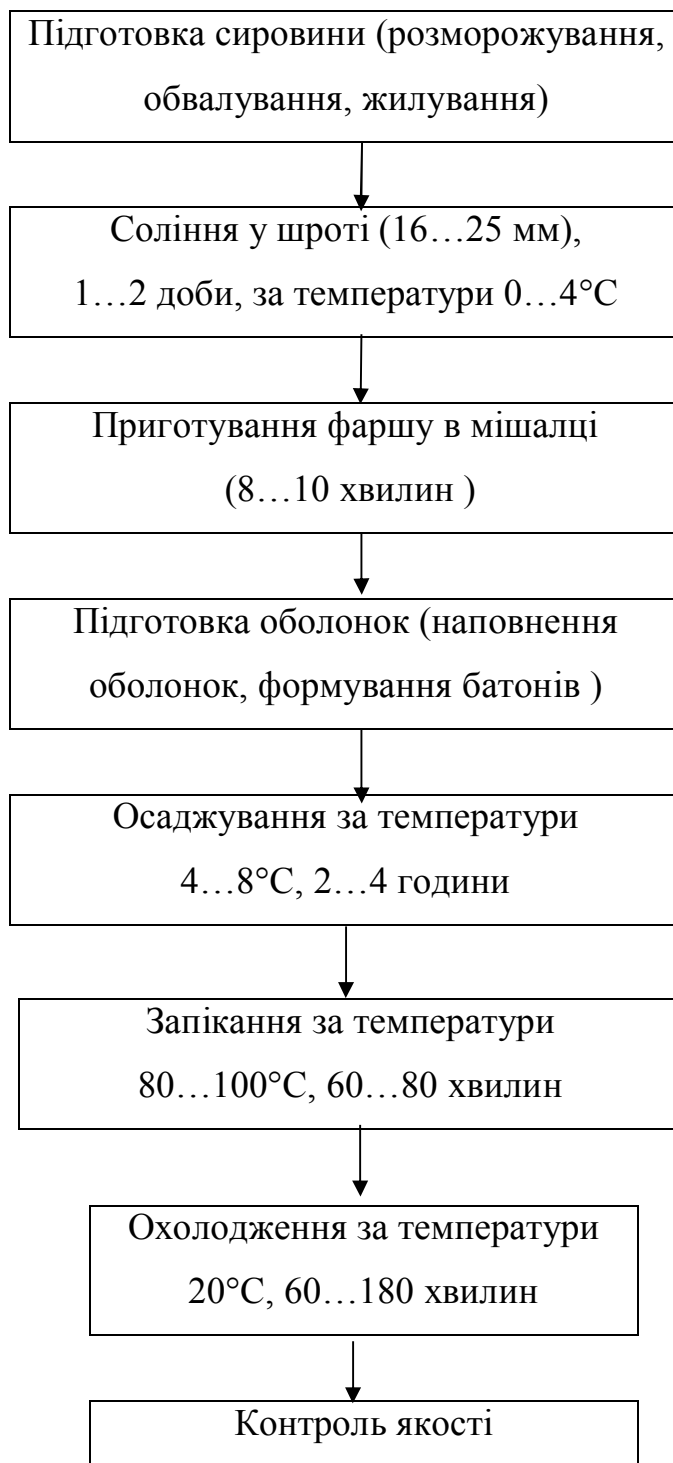 Підготовка сировини (розморожування,
обвалування, жилування)
Соління у шроті (16…25 мм),
1…2 доби, за температури 0…4°С
Приготування фаршу в мішалці
(8…10 хвилин )
Підготовка оболонок (наповнення
оболонок, формування батонів )
Осаджування за температури
4…8°С, 2…4 години
Запікання за температури
80…100°С, 60…80 хвилин
Охолодження за температури
20°С, 60…180 хвилин
Контроль якості